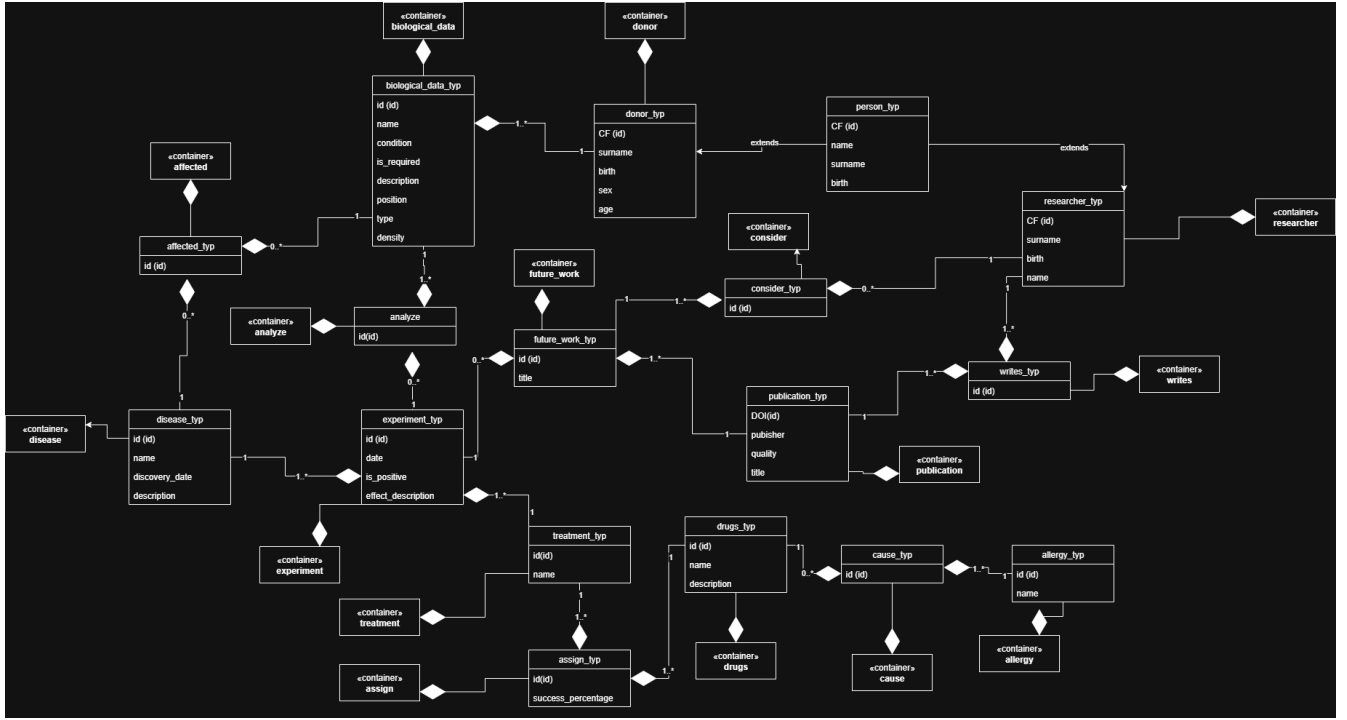 «container»
biological_data
«container»
donor
biological_data_typ
id (id)
name
condition
is_required
description
position
type
density
1..*
1
donor_typ
CF (id)
surname
birth
sex
age
extends
person_typ
CF (id)
name
surname
birth
extends
«container»
affected
affected_typ
id (id)
0..*
1
researcher_typ
CF (id)
surname
birth
name
«container»
researcher
«container»
consider
consider_typ
id (id)
0..*
1
1
1..*
«container»
future_work
future_work_typ
id (id)
title
1..*
1
0..*
1
1
1..*
«container»
analyze
analyze
id(id)
0..*
1
0..*
1
1
1..*
writes_typ
id (id)
«container»
writes
1..*
1
publication_typ
DOI(id)
pubisher
quality
title
«container»
publication
«container»
disease
disease_typ
id (id)
name
discovery_date
description
1
1..*
experiment_typ
id (id)
date
is_positive
effect_description
1..*
1
«container»
experiment
treatment_typ
id(id)
name
«container»
treatment
1
1..*
assign_typ
id(id)
success_percentage
«container»
assign
1..*
1
drugs_typ
id (id)
name
description
«container»
drugs
1
0..*
cause_typ
id (id)
«container»
cause
1..*
1
allergy_typ
id (id)
name
«container»
allergy